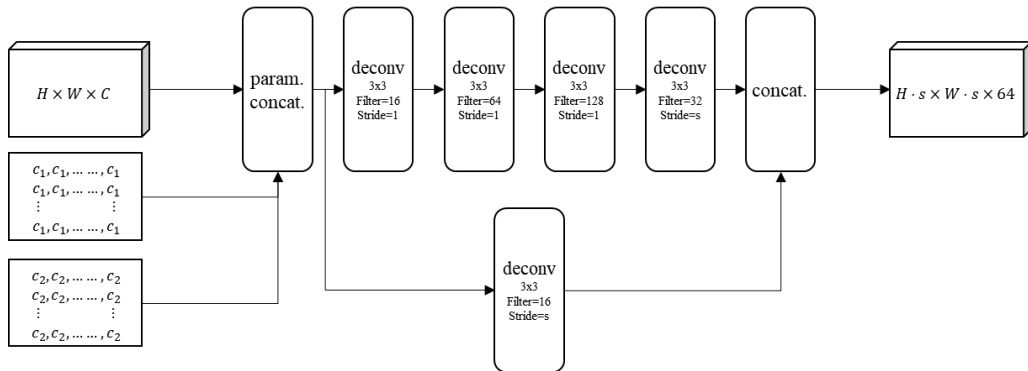 H × W × C
param.
concat.
deconv
3x3
Filter=16
Stride=1
deconv
3x3
Filter=64
Stride=1
deconv
3x3
Filter=128
Stride=1
deconv
3x3
Filter=32
Stride=s
concat.
H · s × W · s × 64
c₁, c₁, … … , c₁
c₁, c₁, … … , c₁
⋮ ⋮
c₁, c₁, … … , c₁
c₂, c₂, … … , c₂
c₂, c₂, … … , c₂
⋮ ⋮
c₂, c₂, … … , c₂
deconv
3x3
Filter=16
Stride=s